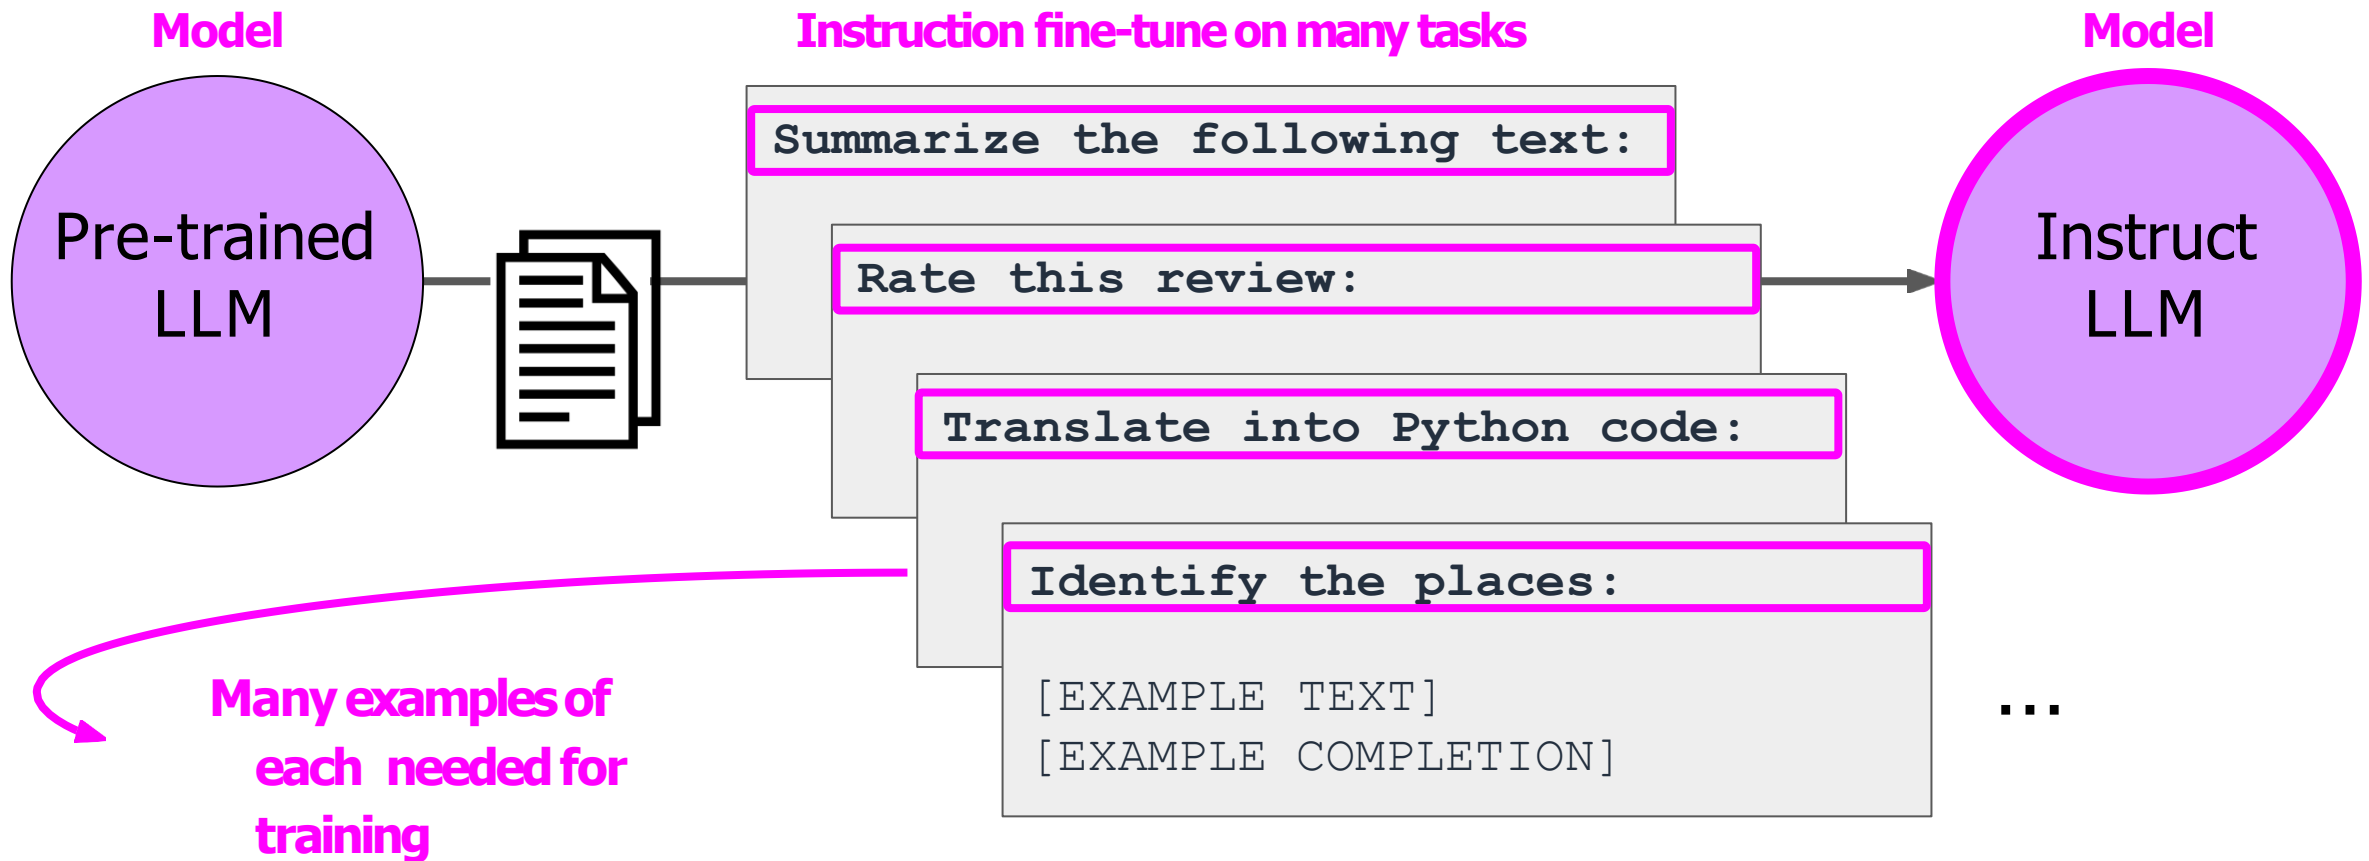 Model
Instruction fine-tune on many tasks
Model
Pre-trained
LLM
Summarize the following text:
Rate this review:
Translate into Python code:
Identify the places:
[EXAMPLE TEXT]
[EXAMPLE COMPLETION]
...
Instruct
LLM
Many examples of
each needed for
training